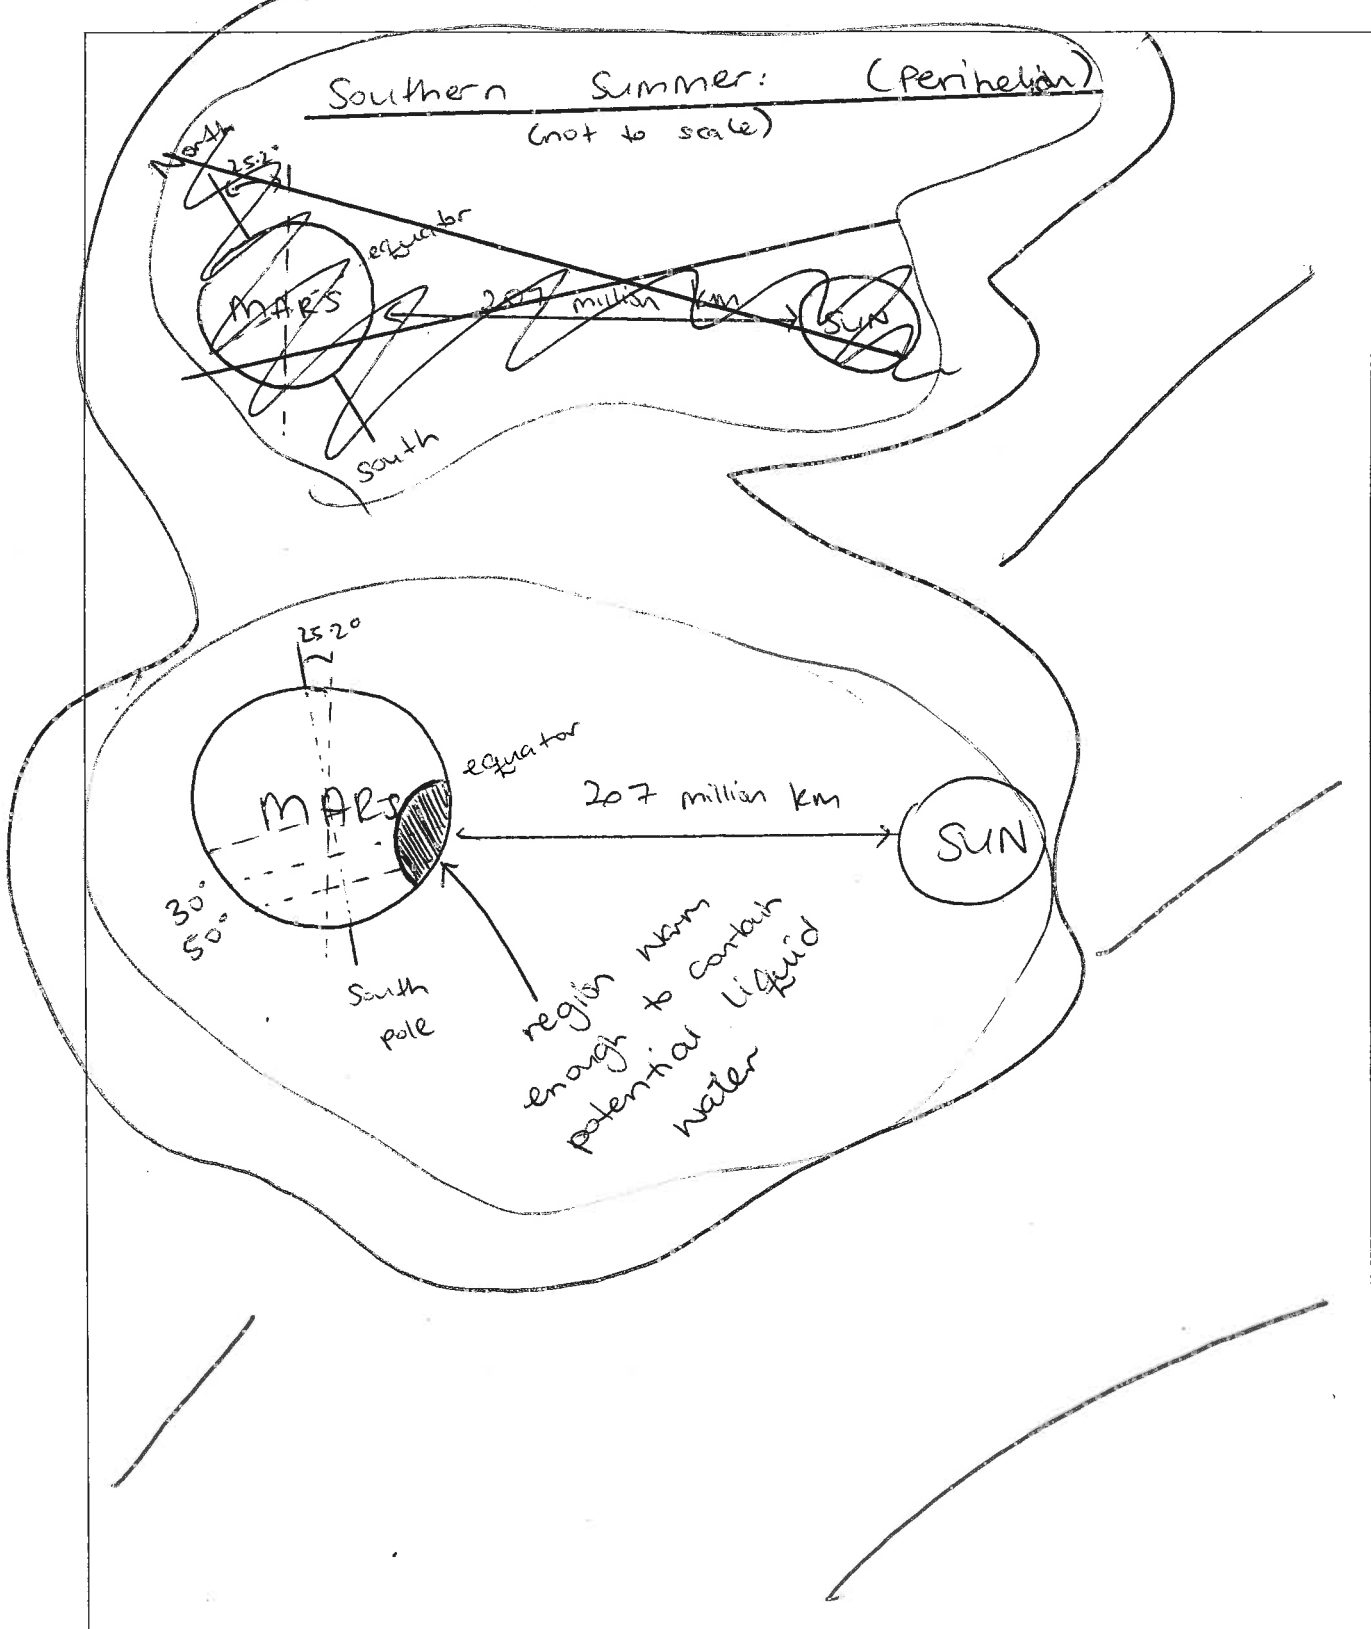 Southern Summer: (Perihelion)
(not to scale)
North
25.2°
equator
MARS
207 million km
SUN
South
25.2°
equator
MARS
207 million km
SUN
30°
50°
South
pole
region warm
enough to contain
potential liquid
water